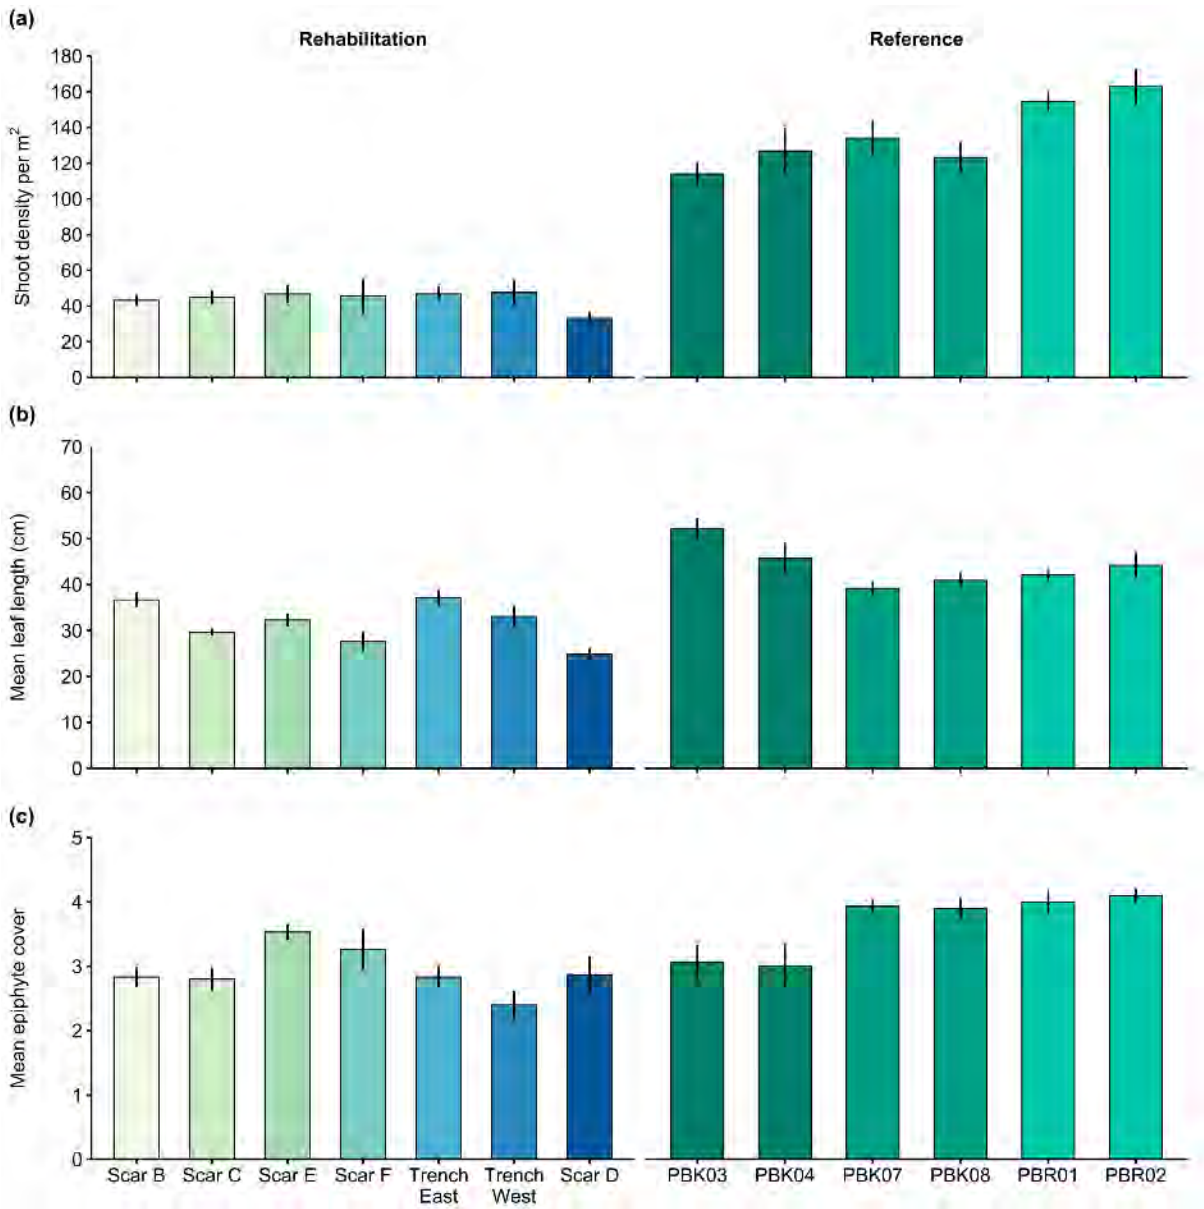 (a)
Rehabilitation
Reference
Shoot density per m²
180
160
140
120
100
80
60
40
20
0
(b)
Mean leaf length (cm)
70
60
50
40
30
20
10
0
(c)
Mean epiphyte cover
5
4
3
2
1
0
Scar B Scar C Scar E Scar F Trench East Trench West Scar D PBK03 PBK04 PBK07 PBK08 PBR01 PBR02